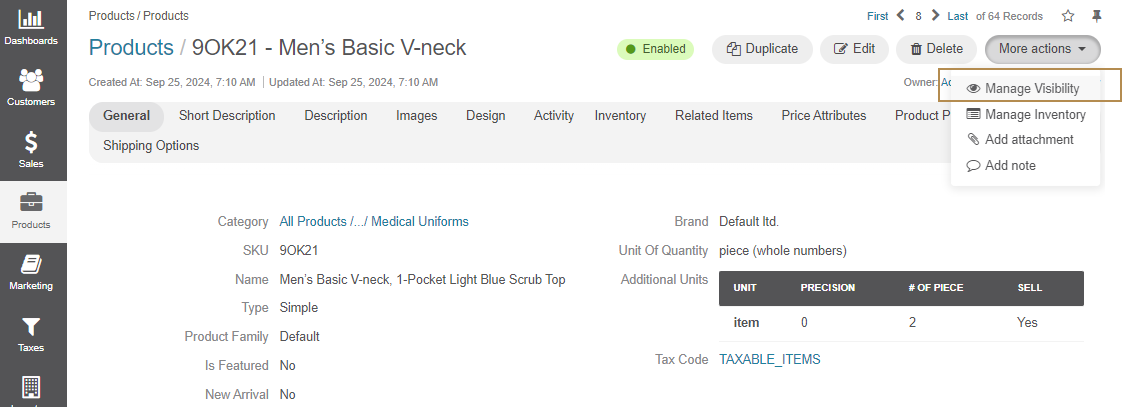 Dashboards
Customers
Sales
Products
Marketing
Taxes
Products / Products
First 8 Last of 64 Records
Products / 9OK21 - Men’s Basic V-neck
Enabled
Duplicate
Edit
Delete
More actions
Created At: Sep 25, 2024, 7:10 AM
Updated At: Sep 25, 2024, 7:10 AM
Owner:
Manage Visibility
Manage Inventory
Add attachment
Add note
General
Short Description
Description
Images
Design
Activity
Inventory
Related Items
Price Attributes
Product P
Shipping Options
Category All Products /.../ Medical Uniforms
SKU 9OK21
Name Men’s Basic V-neck, 1-Pocket Light Blue Scrub Top
Type Simple
Product Family Default
Is Featured No
New Arrival No
Brand Default ltd.
Unit Of Quantity piece (whole numbers)
Additional Units
UNIT PRECISION # OF PIECE SELL
item 0 2 Yes
Tax Code TAXABLE_ITEMS